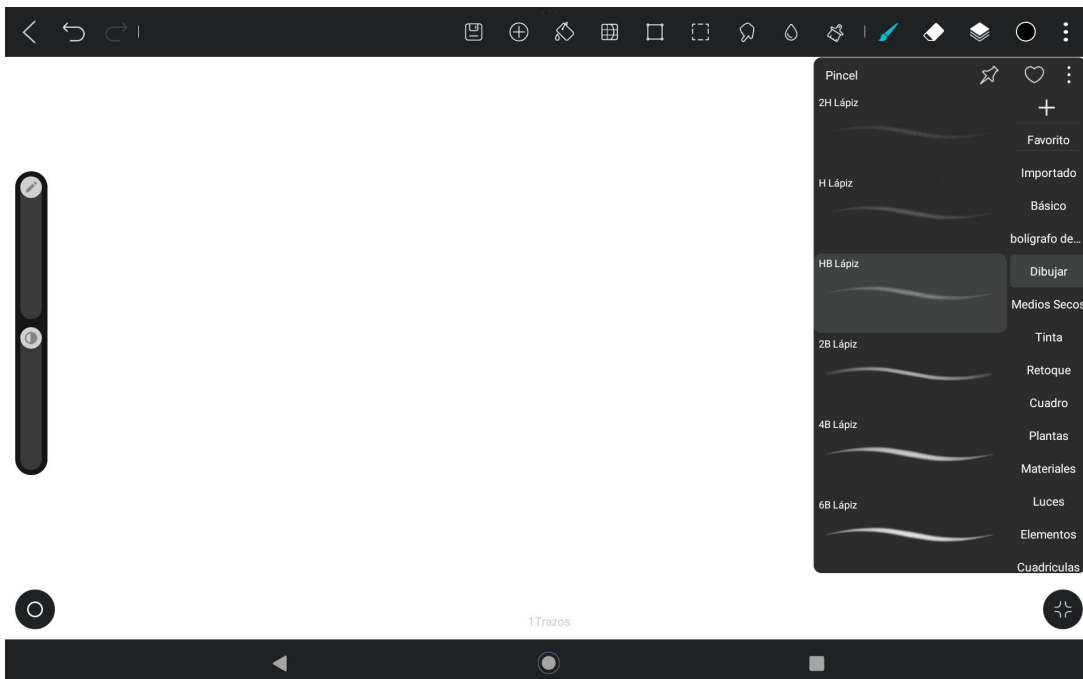 Pincel
2H Lápiz
H Lápiz
HB Lápiz
2B Lápiz
4B Lápiz
6B Lápiz
Favorito
Importado
Básico
bolígrafo de...
Dibujar
Medios Secos
Tinta
Retoque
Cuadro
Plantas
Materiales
Luces
Elementos
Cuadrículas
1Trazos